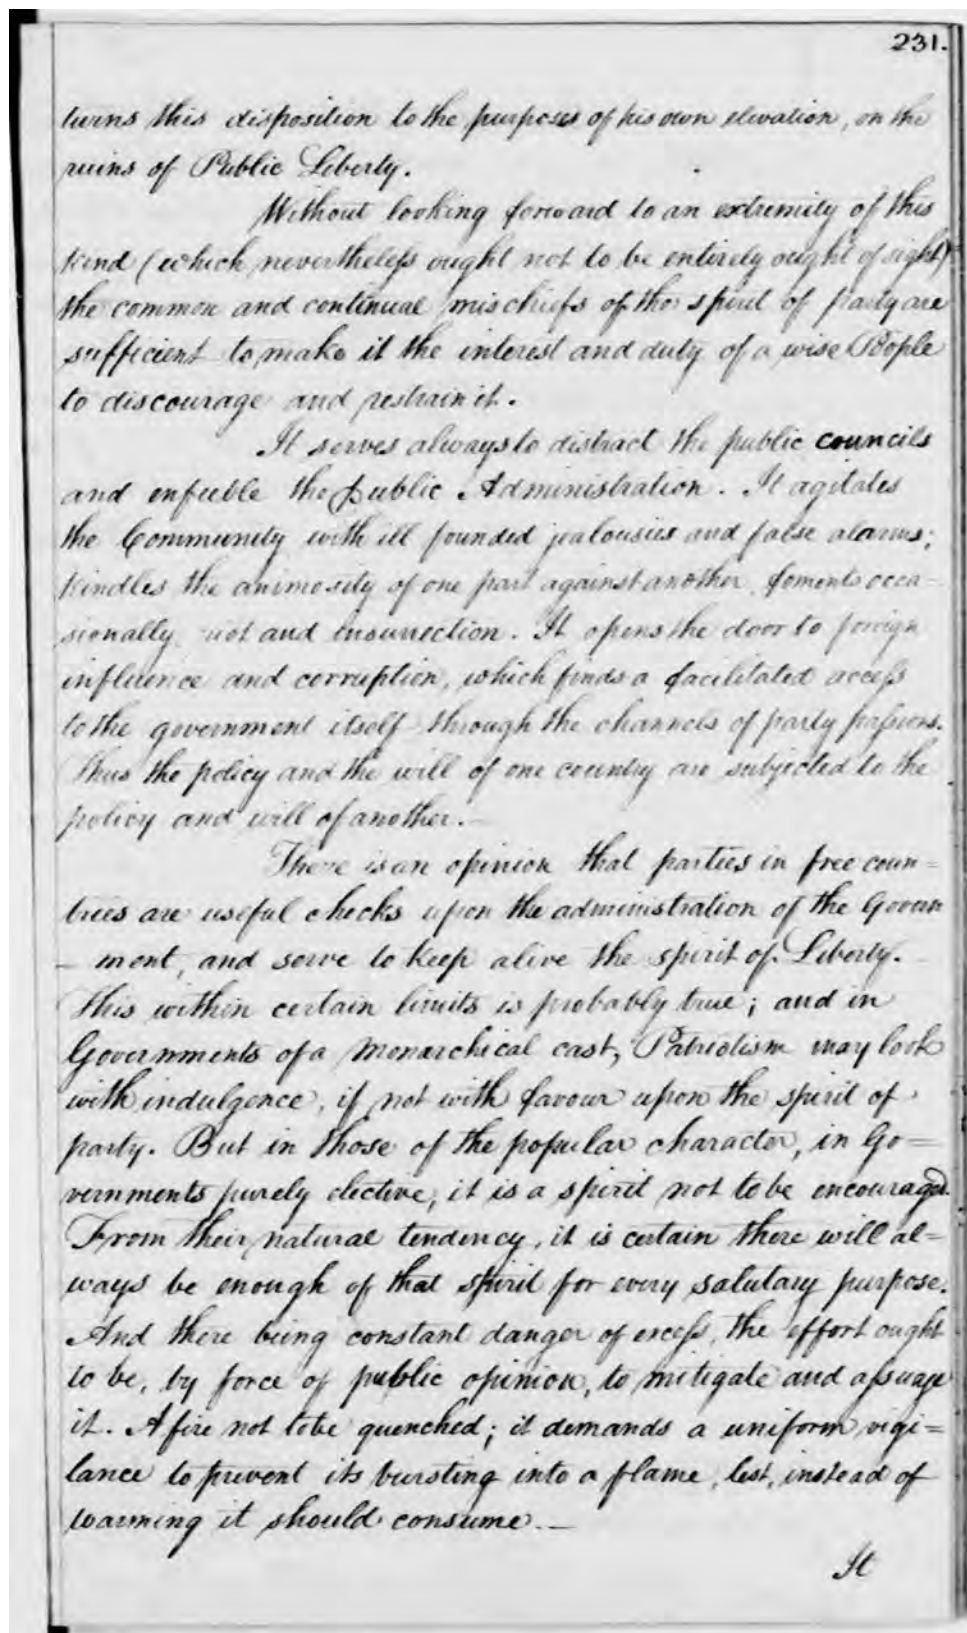 231.
turns this disposition to the purposes of his own elevation, on the
ruins of Public Liberty.
Without looking forward to an extremity of this
kind (which nevertheless ought not to be entirely ought of sight)
the common and continual mischiefs of the spirit of party are
sufficient to make it the interest and duty of a wise People
to discourage and restrain it.
It serves always to distract the public councils
and enfeeble the public Administration. It agitates
the Community with ill founded jealousies and false alarms;
kindles the animosity of one part against another, foments occa=
sionally riot and insurrection. It opens the door to foreign
influence and corruption, which finds a facilitated access
to the government itself through the channels of party passions.
Thus the policy and the will of one country are subjected to the
policy and will of another.—
There is an opinion that parties in free coun=
tries are useful checks upon the administration of the Govern
- ment, and serve to keep alive the spirit of Liberty.
This within certain limits is probably true; and in
Governments of a Monarchical cast, Patriotism may look
with indulgence, if not with favour upon the spirit of
party. But in those of the popular character, in Go=
vernments purely elective, it is a spirit not to be encouraged.
From their natural tendency, it is certain there will al=
ways be enough of that spirit for every salutary purpose.
And there being constant danger of excess, the effort ought
to be, by force of public opinion, to mitigate and assuage
it. A fire not to be quenched; it demands a uniform vigi=
lance to prevent its bursting into a flame, lest, instead of
warming it should consume.—
It